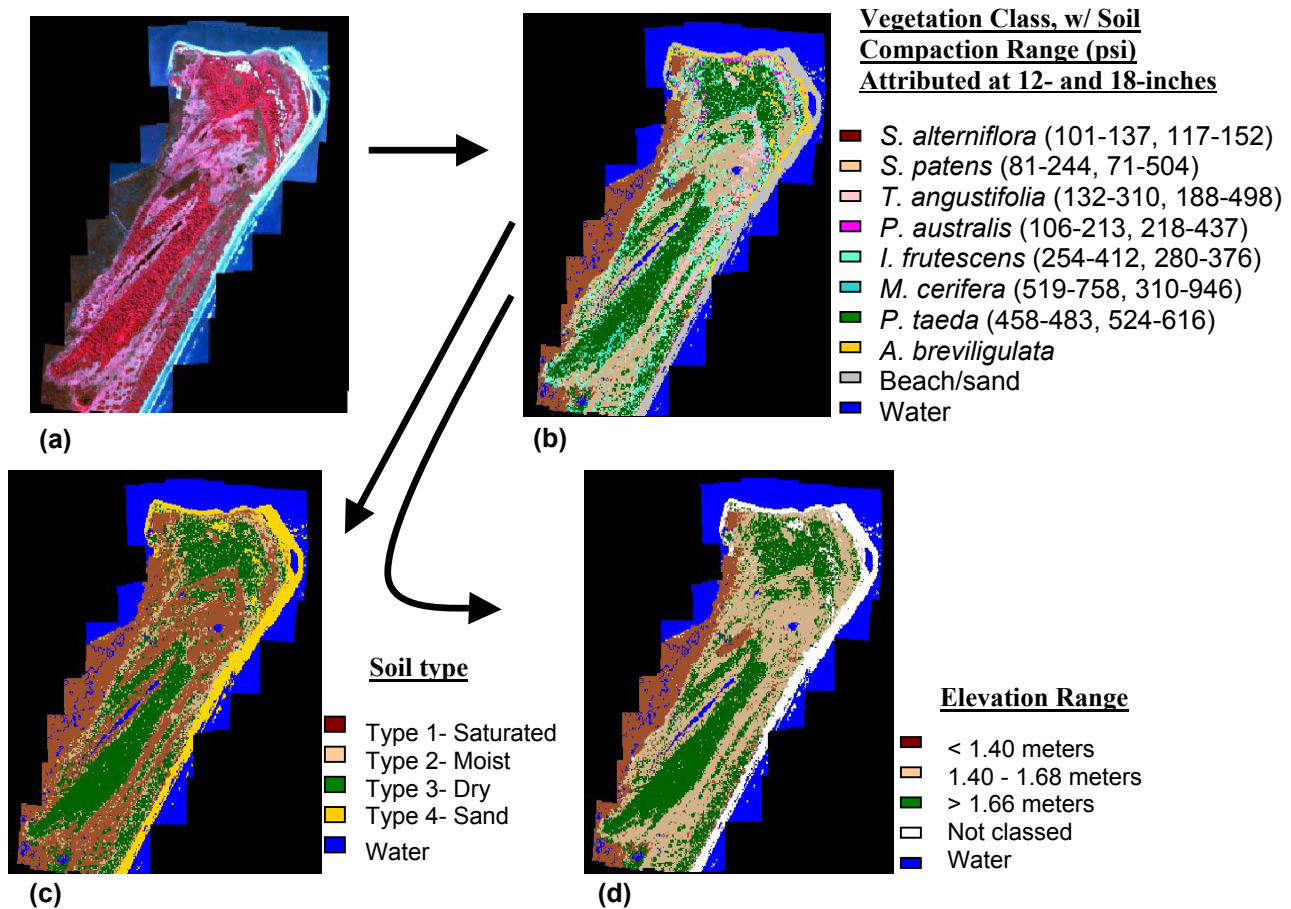 Vegetation Class, w/ Soil
Compaction Range (psi)
Attributed at 12- and 18-inches
S. alterniflora (101-137, 117-152)
S. patens (81-244, 71-504)
T. angustifolia (132-310, 188-498)
P. australis (106-213, 218-437)
I. frutescens (254-412, 280-376)
M. cerifera (519-758, 310-946)
P. taeda (458-483, 524-616)
A. breviligulata
Beach/sand
Water
(a)
(b)
Soil type
Type 1- Saturated
Type 2- Moist
Type 3- Dry
Type 4- Sand
Water
Elevation Range
< 1.40 meters
1.40 - 1.68 meters
> 1.66 meters
Not classed
Water
(c)
(d)